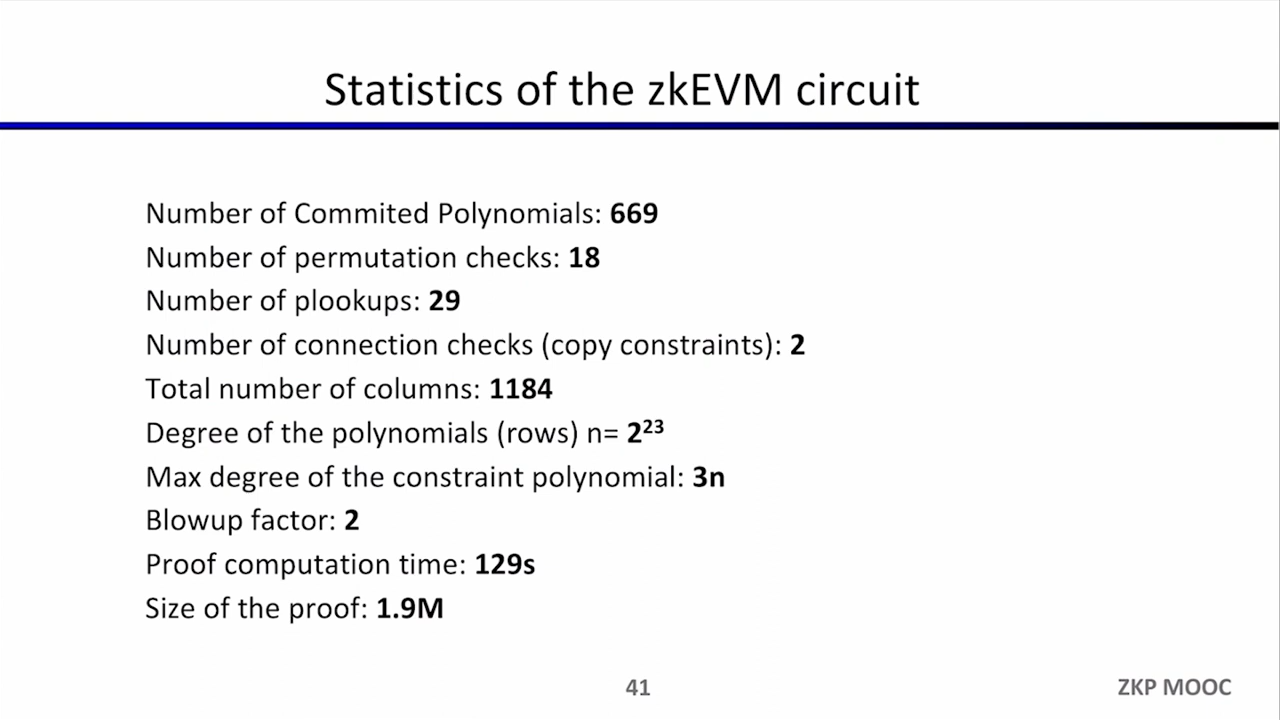 Statistics of the zkEVM circuit
Number of Commited Polynomials: 669
Number of permutation checks: 18
Number of plookups: 29
Number of connection checks (copy constraints): 2
Total number of columns: 1184
Degree of the polynomials (rows) n= 2²³
Max degree of the constraint polynomial: 3n
Blowup factor: 2
Proof computation time: 129s
Size of the proof: 1.9M
41
ZKP MOOC